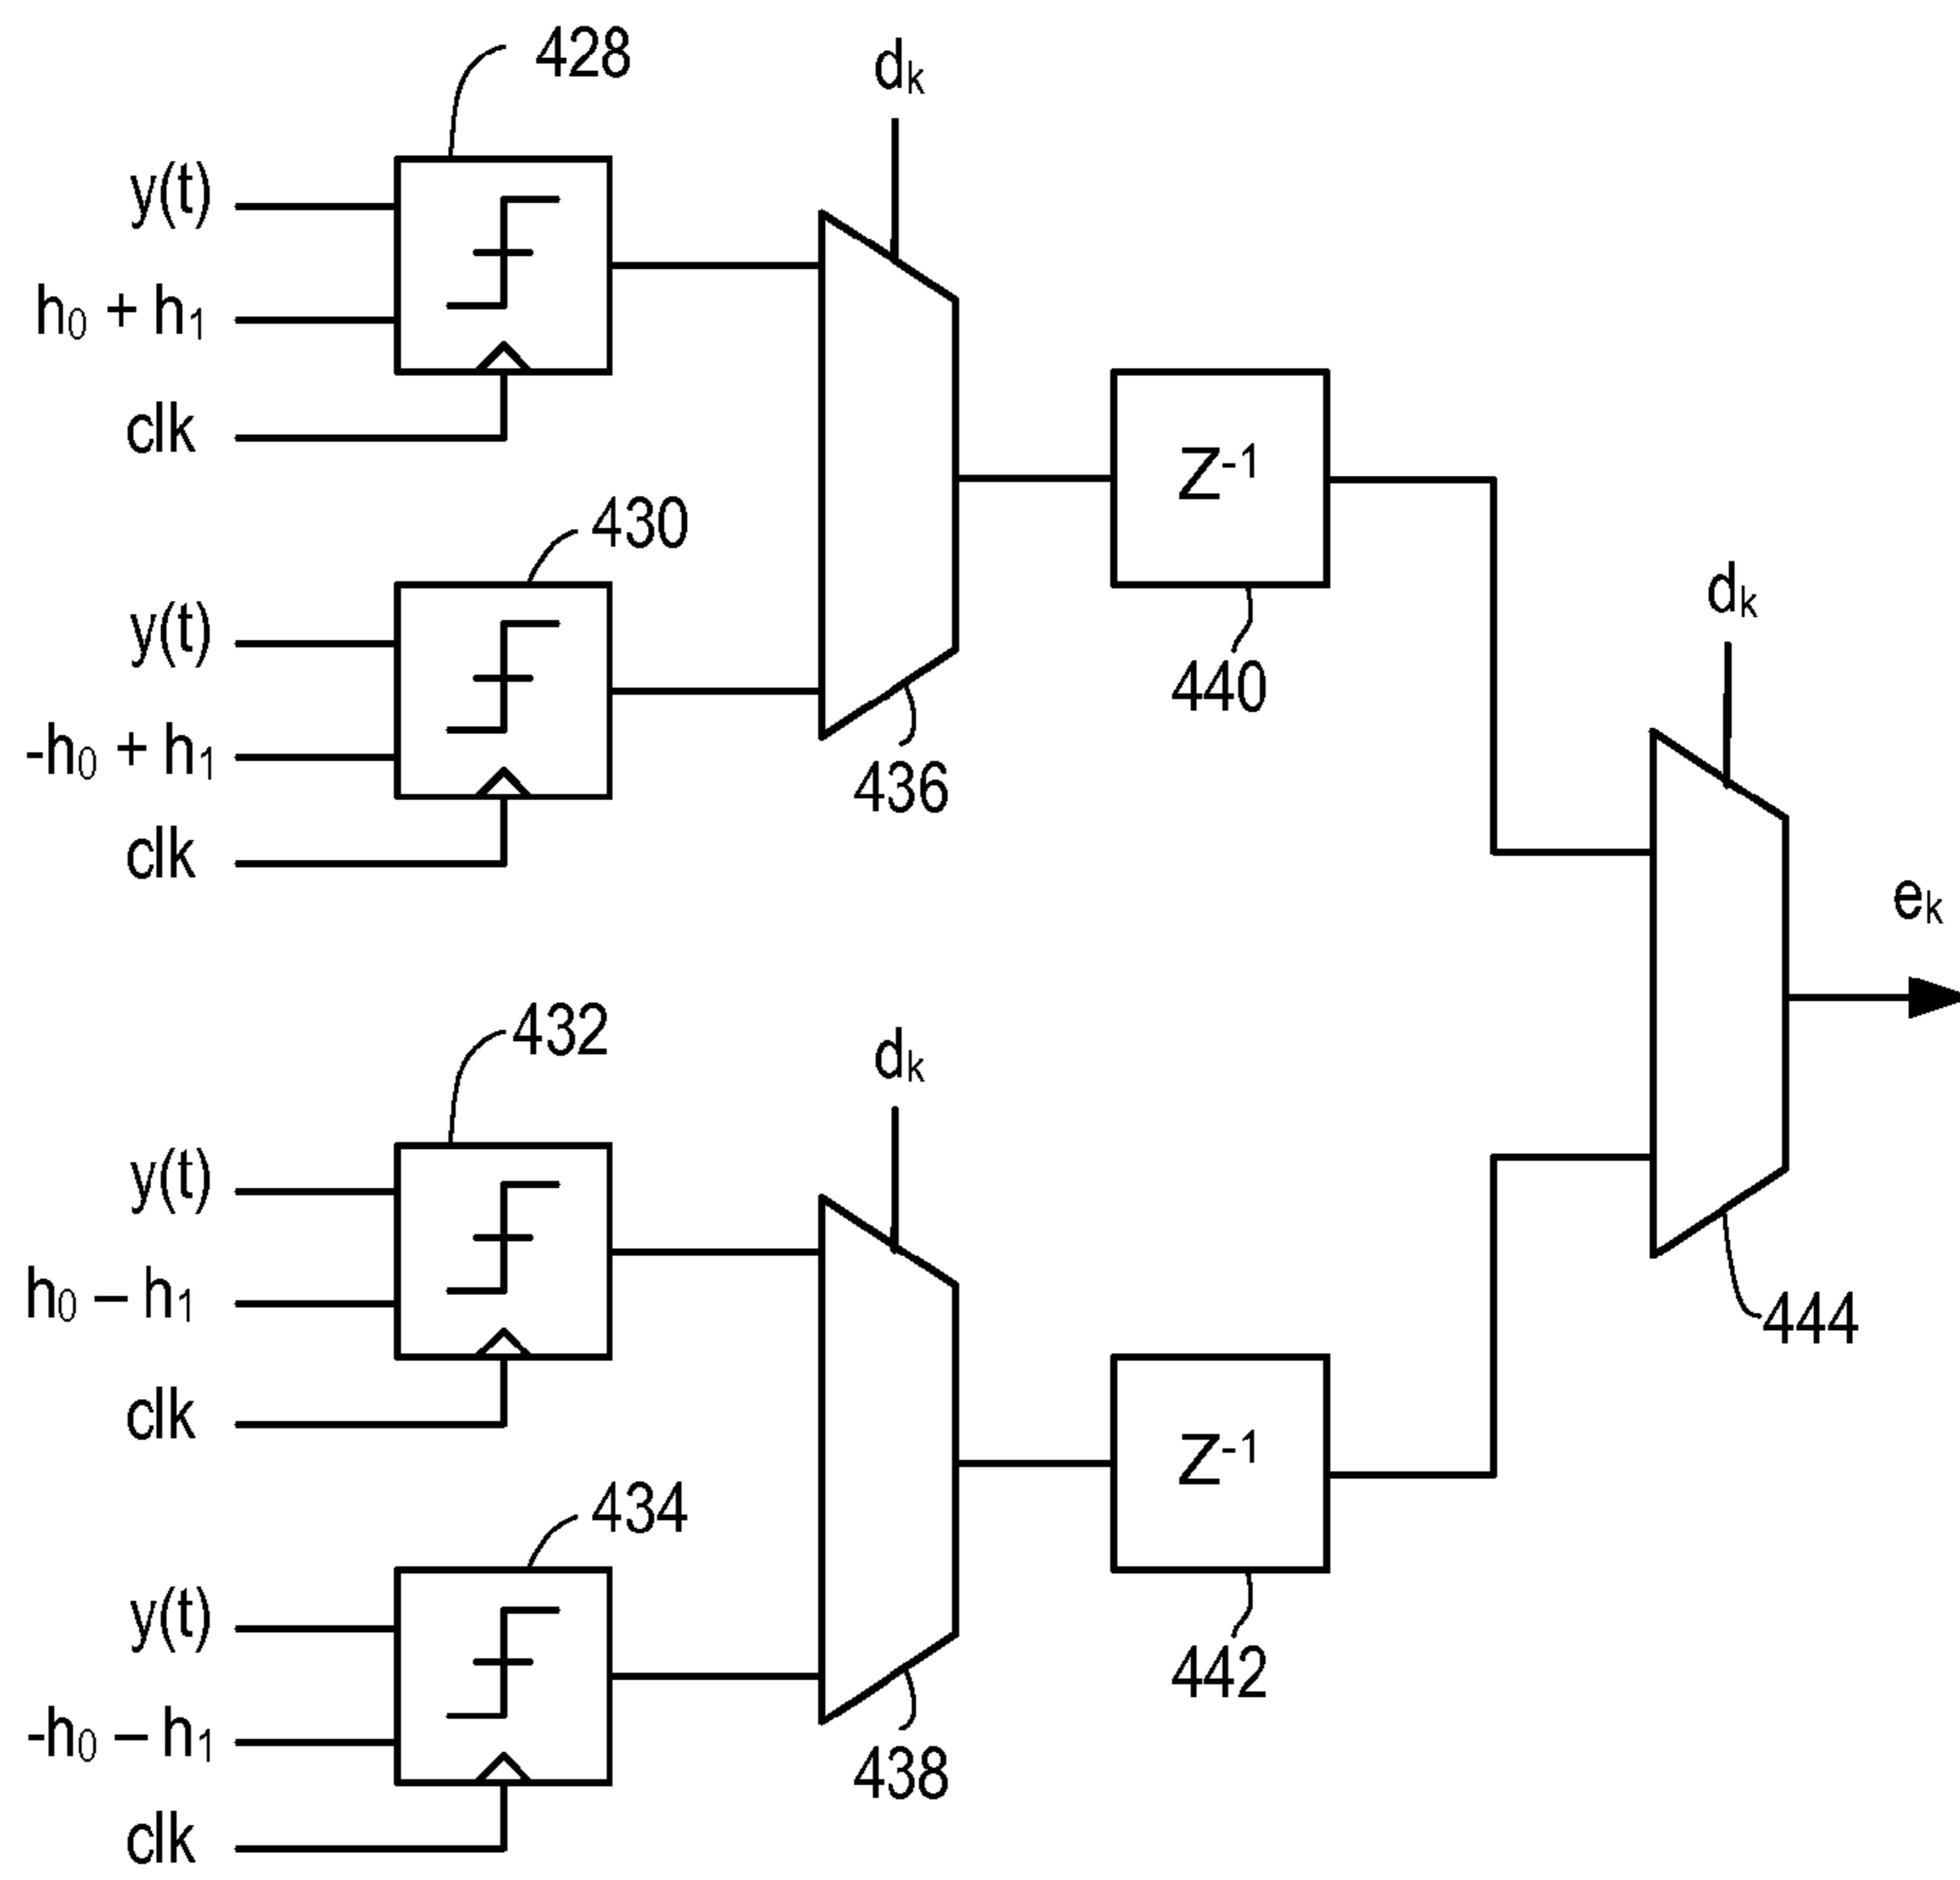 428
dₖ
y(t)
h₀ + h₁
clk
430
Z⁻¹
y(t)
dₖ
440
-h₀ + h₁
436
clk
eₖ
432
dₖ
y(t)
h₀ – h₁
444
clk
Z⁻¹
434
y(t)
442
-h₀ – h₁
438
clk